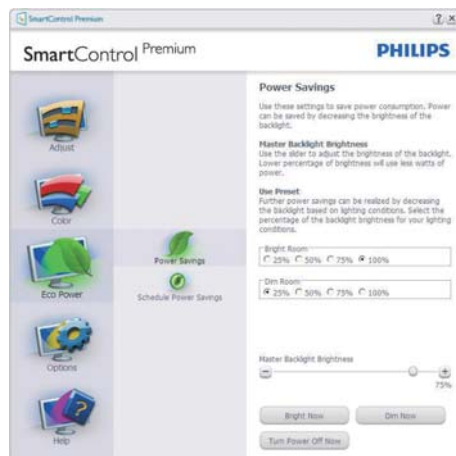 SmartControl Premium
SmartControl Premium
PHILIPS
Adjust
Color
Eco Power
Options
Help
Power Savings
Schedule Power Savings
Power Savings
Use these settings to save power consumption. Power
can be saved by decreasing the brightness of the
backlight.
Master Backlight Brightness
Use the slider to adjust the brightness of the backlight.
Lower percentage of brightness will use less watts of
power.
Use Preset
Further power savings can be realized by decreasing
the backlight based on lighting conditions. Select the
percentage of the backlight brightness for your lighting
conditions.
Bright Room
25% 50% 75% 100%
Dim Room
25% 50% 75% 100%
Master Backlight Brightness
75%
Bright Now
Dim Now
Turn Power Off Now